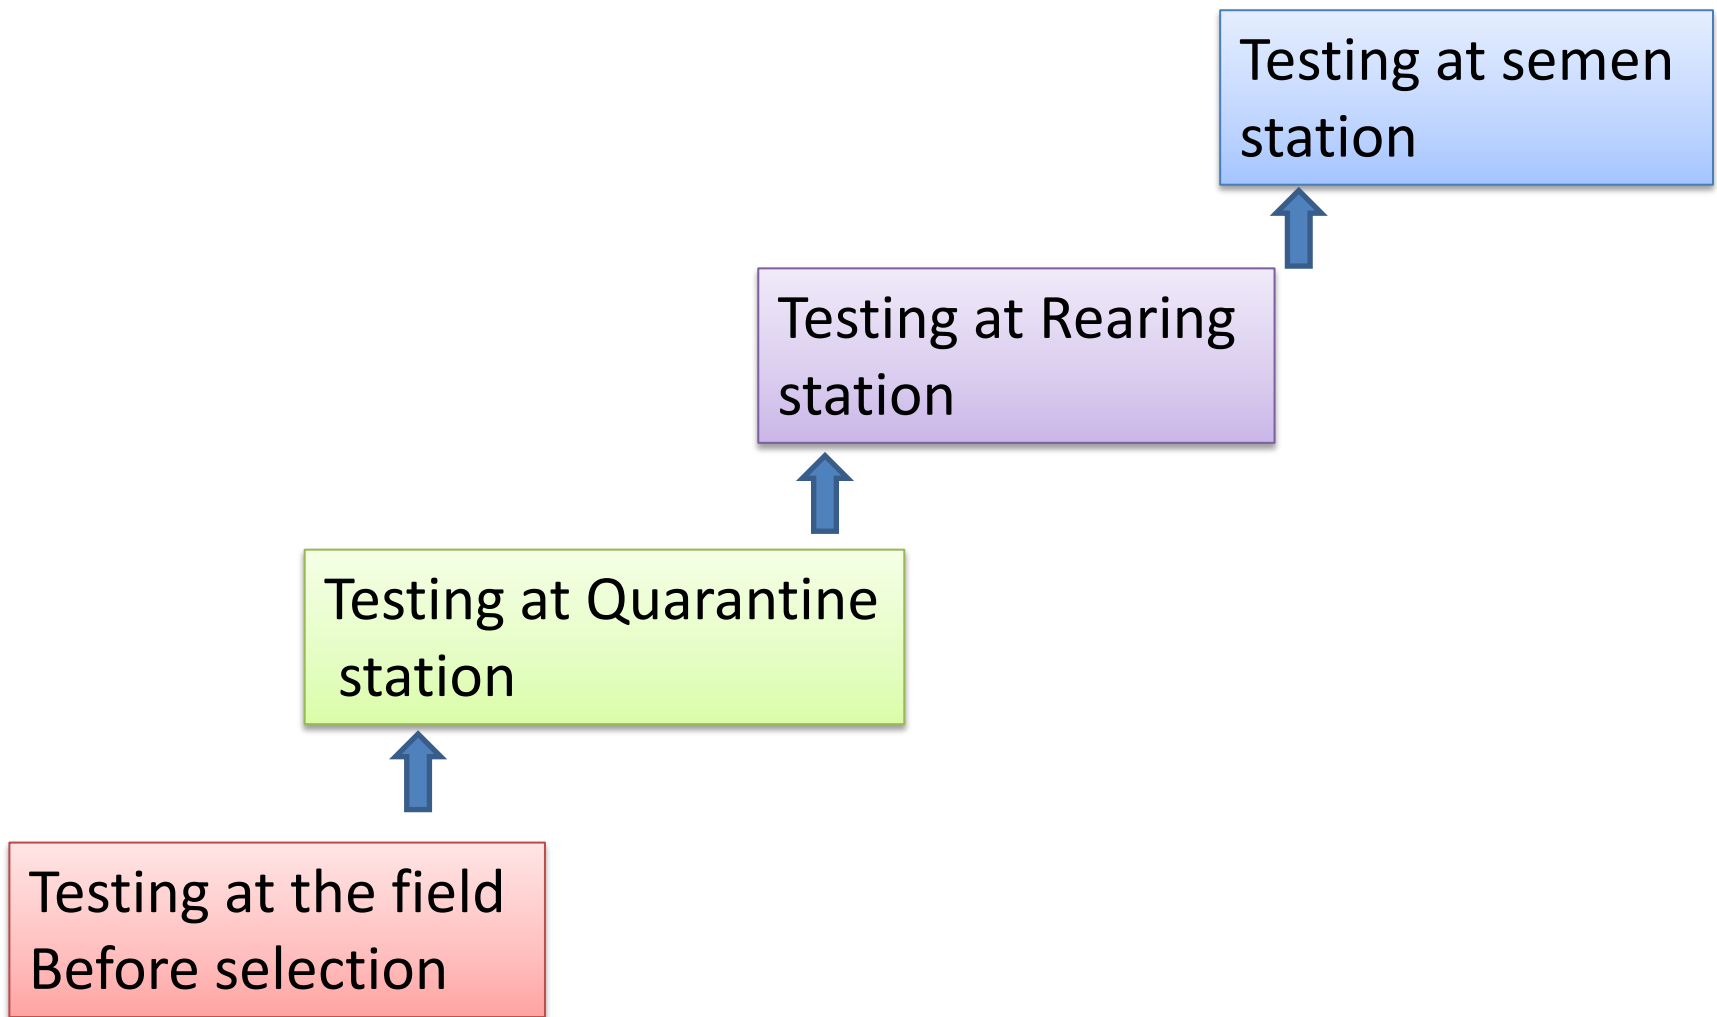 Testing at semen
station
Testing at Rearing
station
Testing at Quarantine
station
Testing at the field
Before selection